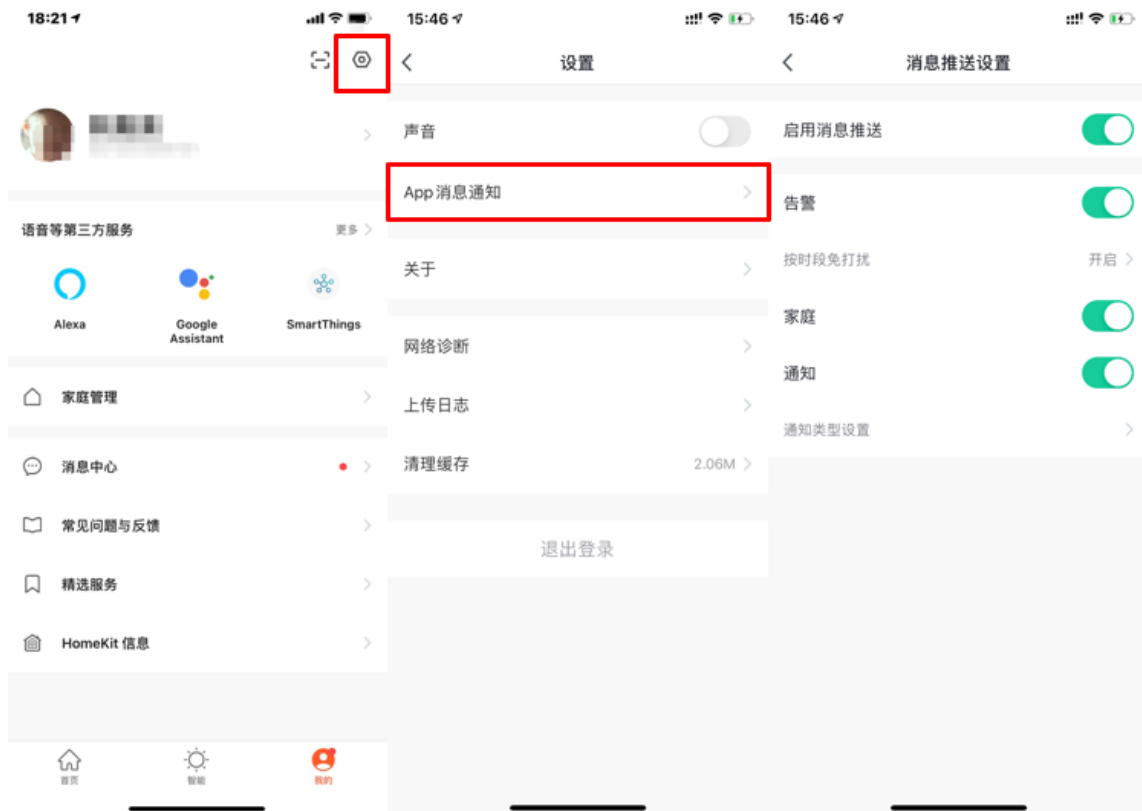 18:21
语音等第三方服务
更多
Alexa
Google
Assistant
SmartThings
家庭管理
消息中心
常见问题与反馈
精选服务
HomeKit 信息
首页
智能
我的
15:46
设置
声音
App消息通知
关于
网络诊断
上传日志
清理缓存
2.06M
退出登录
15:46
消息推送设置
启用消息推送
告警
按时段免打扰
开启
家庭
通知
通知类型设置